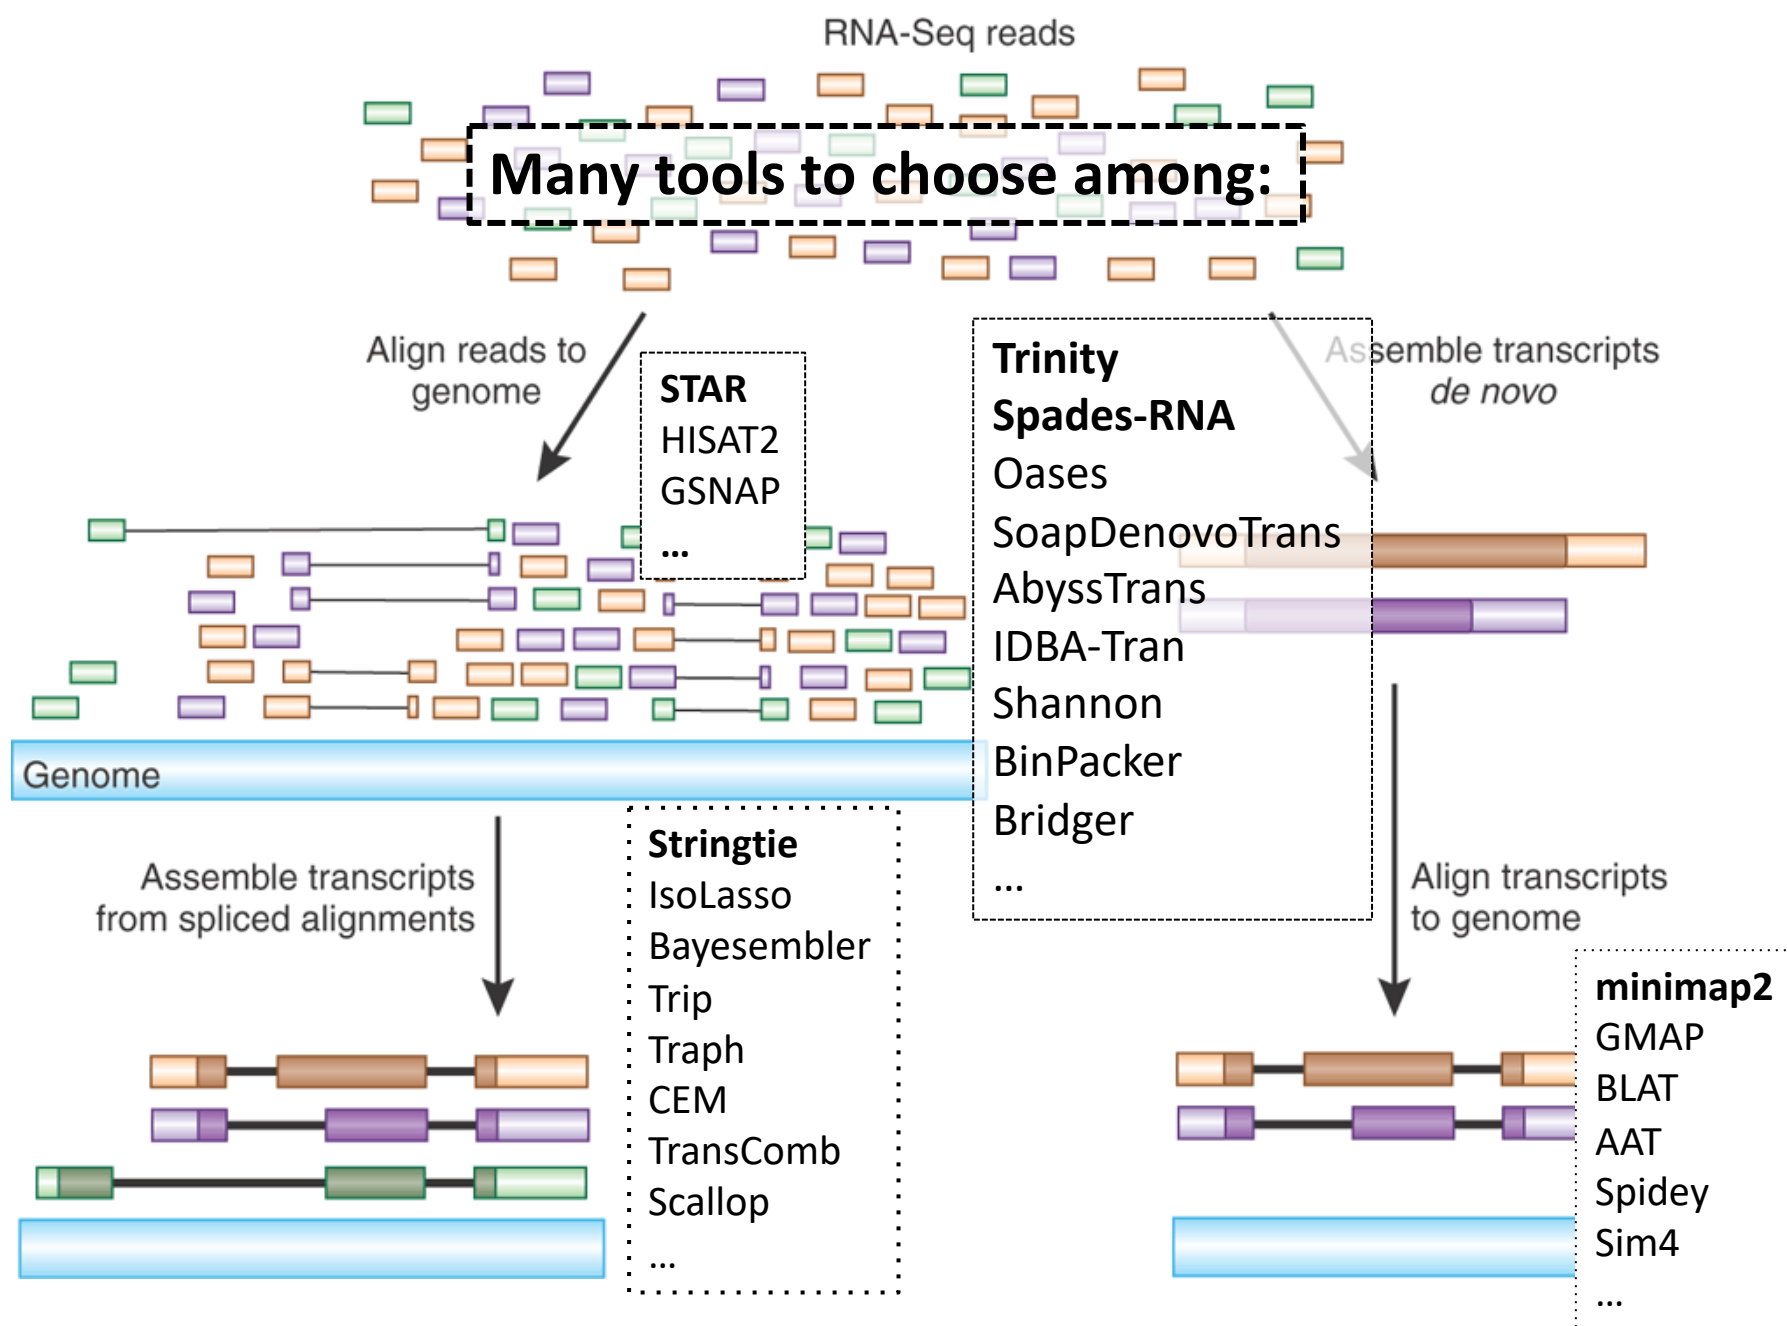 RNA-Seq reads
Many tools to choose among:
Align reads to
genome
STAR
HISAT2
GSNAP
...
Trinity
Spades-RNA
Oases
SoapDenovoTrans
AbyssTrans
IDBA-Tran
Shannon
BinPacker
Bridger
...
Assemble transcripts
de novo
Genome
Assemble transcripts
from spliced alignments
Stringtie
IsoLasso
Bayesembler
Trip
Traph
CEM
TransComb
Scallop
...
Align transcripts
to genome
minimap2
GMAP
BLAT
AAT
Spidey
Sim4
...